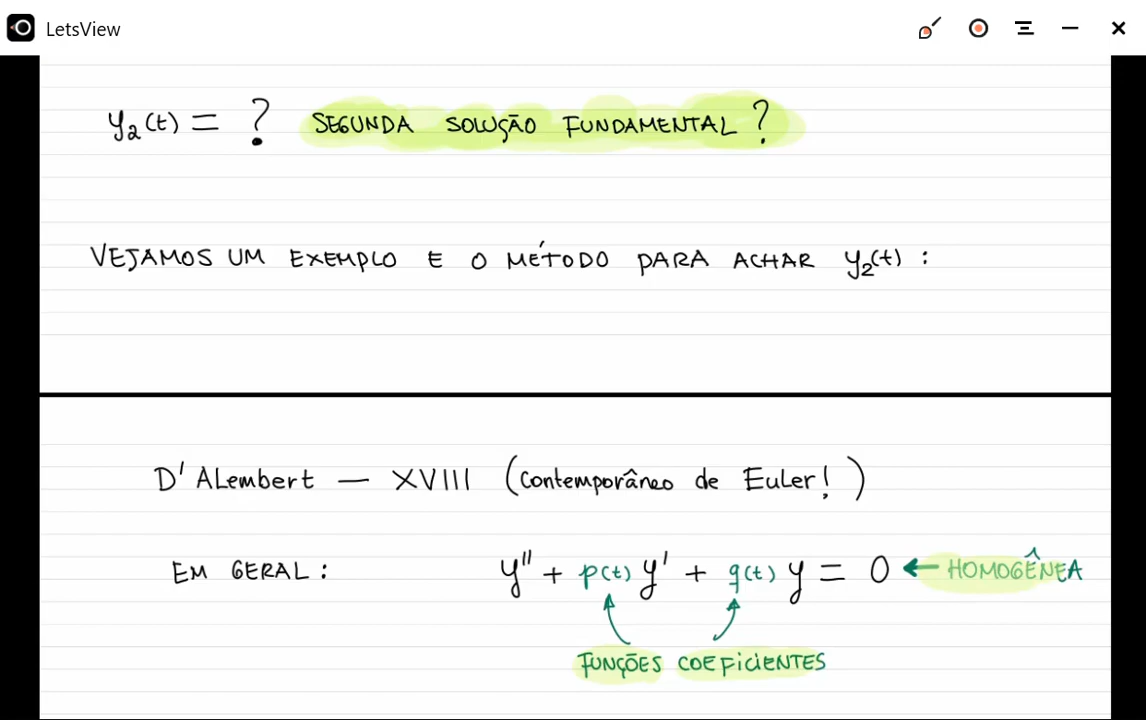 LetsView
y₂(t) = ? SEGUNDA SOLUÇÃO FUNDAMENTAL?
VEJAMOS UM EXEMPLO E O MÉTODO PARA ACHAR y₂(t) :
D'ALembert — XVIII (Contemporâneo de Euler!)
EM GERAL: y'' + p(t) y' + q(t) y = 0 ← HOMOGÊNEA
FUNÇÕES COEFICIENTES